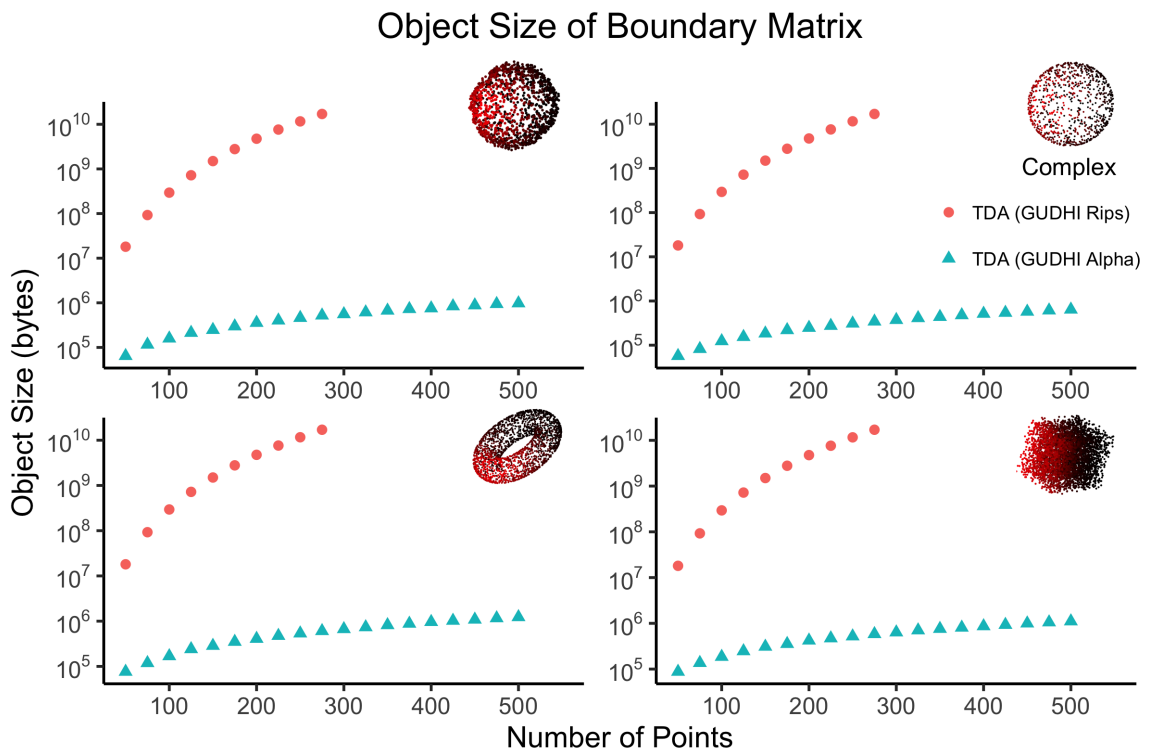 Object Size of Boundary Matrix
Object Size (bytes)
10^10
10^9
10^8
10^7
10^6
10^5
100 200 300 400 500
10^10
10^9
10^8
10^7
10^6
10^5
100 200 300 400 500
Complex
TDA (GUDHI Rips)
TDA (GUDHI Alpha)
10^10
10^9
10^8
10^7
10^6
10^5
100 200 300 400 500
10^10
10^9
10^8
10^7
10^6
10^5
100 200 300 400 500
Number of Points